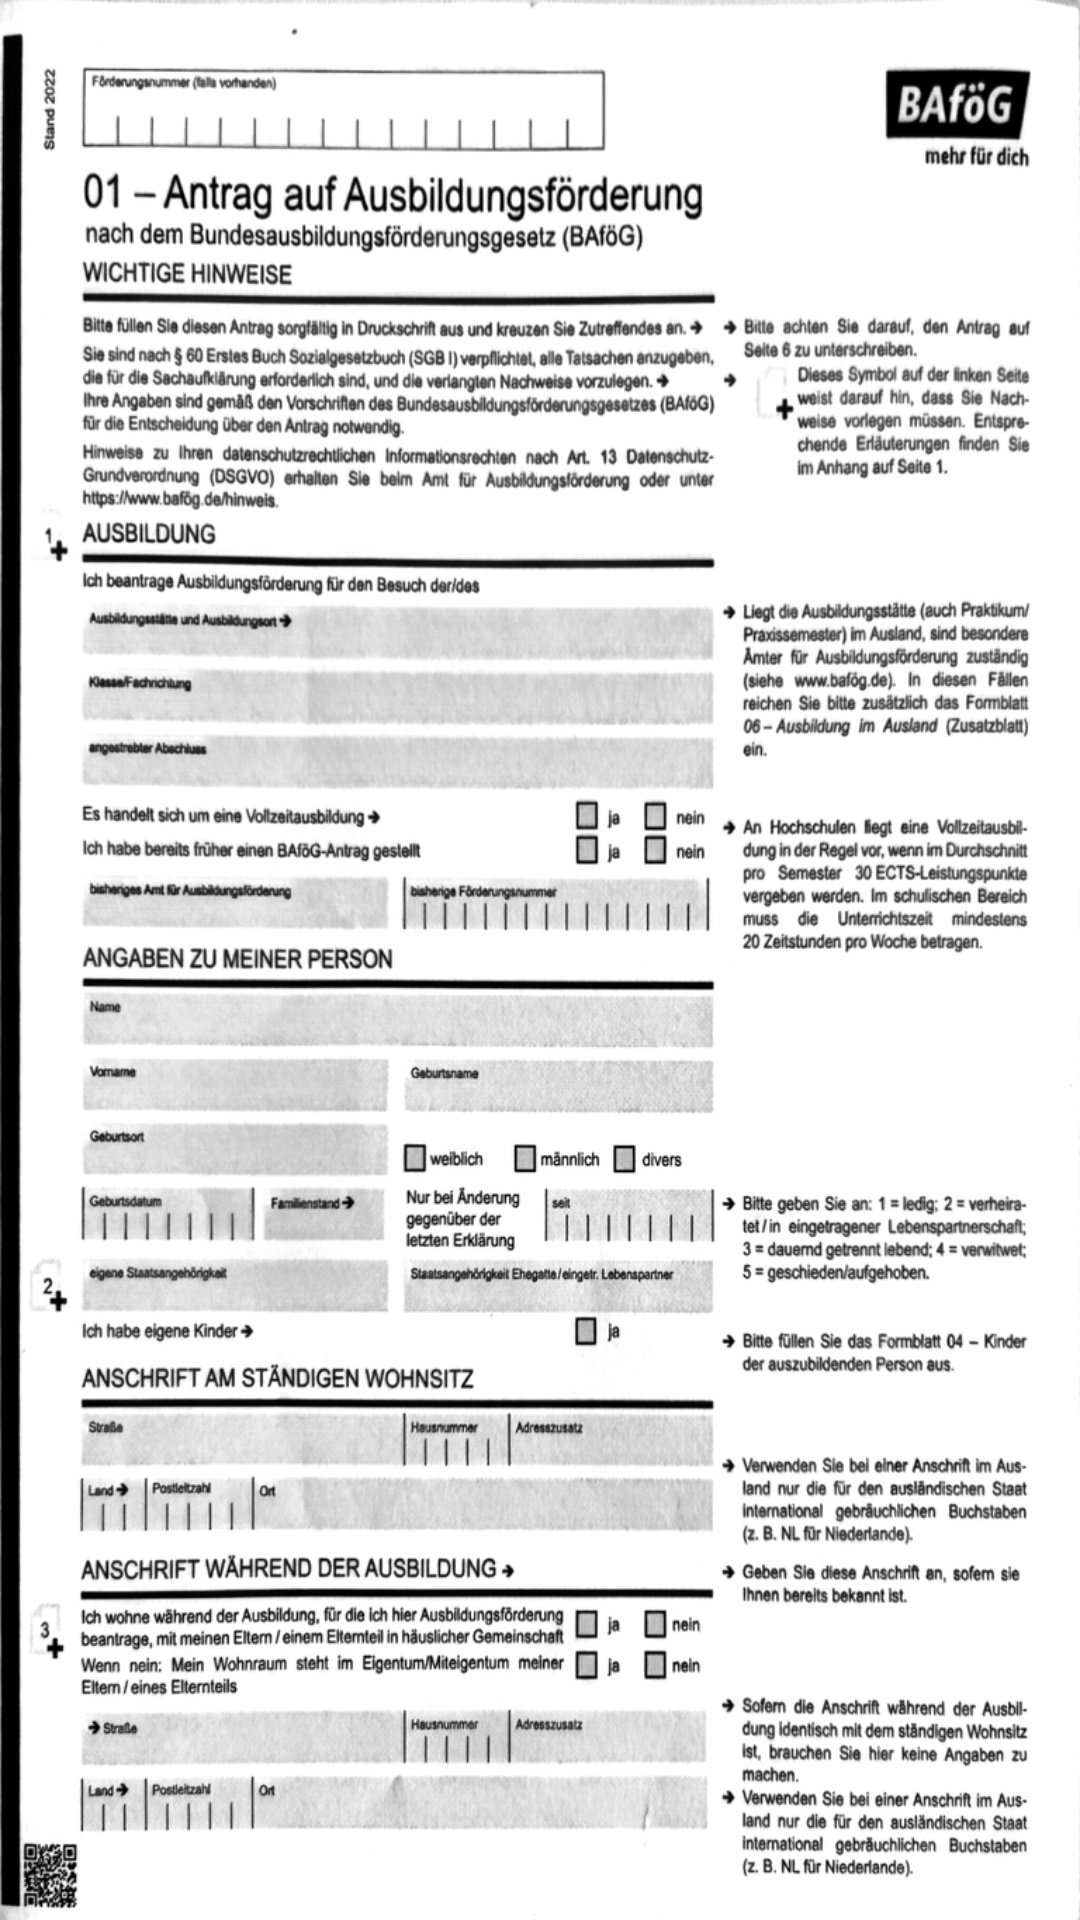 Stand 2022
Förderungsnummer (falls vorhanden)
BAföG
mehr für dich
01 – Antrag auf Ausbildungsförderung
nach dem Bundesausbildungsförderungsgesetz (BAföG)
WICHTIGE HINWEISE
Bitte füllen Sie diesen Antrag sorgfältig in Druckschrift aus und kreuzen Sie Zutreffendes an. ➔
Sie sind nach § 60 Erstes Buch Sozialgesetzbuch (SGB I) verpflichtet, alle Tatsachen anzugeben,
die für die Sachaufklärung erforderlich sind, und die verlangten Nachweise vorzulegen. ➔
Ihre Angaben sind gemäß den Vorschriften des Bundesausbildungsförderungsgesetzes (BAföG)
für die Entscheidung über den Antrag notwendig.
Hinweise zu Ihren datenschutzrechtlichen Informationsrechten nach Art. 13 Datenschutz-
Grundverordnung (DSGVO) erhalten Sie beim Amt für Ausbildungsförderung oder unter
https://www.bafög.de/hinweis.
➔ Bitte achten Sie darauf, den Antrag auf
Seite 6 zu unterschreiben.
➔ Dieses Symbol auf der linken Seite
weist darauf hin, dass Sie Nach-
weise vorlegen müssen. Entspre-
chende Erläuterungen finden Sie
im Anhang auf Seite 1.
1 AUSBILDUNG
Ich beantrage Ausbildungsförderung für den Besuch der/des
Ausbildungsstätte und Ausbildungsort ➔
Klasse/Fachrichtung
angestrebter Abschluss
➔ Liegt die Ausbildungsstätte (auch Praktikum/
Praxissemester) im Ausland, sind besondere
Ämter für Ausbildungsförderung zuständig
(siehe www.bafög.de). In diesen Fällen
reichen Sie bitte zusätzlich das Formblatt
06 – Ausbildung im Ausland (Zusatzblatt)
ein.
Es handelt sich um eine Vollzeitausbildung ➔ ja nein
Ich habe bereits früher einen BAföG-Antrag gestellt ja nein
bisheriges Amt für Ausbildungsförderung bisherige Förderungsnummer
➔ An Hochschulen liegt eine Vollzeitausbil-
dung in der Regel vor, wenn im Durchschnitt
pro Semester 30 ECTS-Leistungspunkte
vergeben werden. Im schulischen Bereich
muss die Unterrichtszeit mindestens
20 Zeitstunden pro Woche betragen.
ANGABEN ZU MEINER PERSON
Name
Vorname Geburtsname
Geburtsort
weiblich männlich divers
Geburtsdatum Familienstand ➔
Nur bei Änderung
gegenüber der
letzten Erklärung
seit
➔ Bitte geben Sie an: 1 = ledig; 2 = verheira-
tet / in eingetragener Lebenspartnerschaft;
3 = dauernd getrennt lebend; 4 = verwitwet;
5 = geschieden/aufgehoben.
2 eigene Staatsangehörigkeit Staatsangehörigkeit Ehegatte / eingetr. Lebenspartner
Ich habe eigene Kinder ➔ ja
➔ Bitte füllen Sie das Formblatt 04 – Kinder
der auszubildenden Person aus.
ANSCHRIFT AM STÄNDIGEN WOHNSITZ
Straße Hausnummer Adresszusatz
Land ➔ Postleitzahl Ort
➔ Verwenden Sie bei einer Anschrift im Aus-
land nur die für den ausländischen Staat
international gebräuchlichen Buchstaben
(z. B. NL für Niederlande).
ANSCHRIFT WÄHREND DER AUSBILDUNG ➔
➔ Geben Sie diese Anschrift an, sofern sie
Ihnen bereits bekannt ist.
3 Ich wohne während der Ausbildung, für die ich hier Ausbildungsförderung
beantrage, mit meinen Eltern / einem Elternteil in häuslicher Gemeinschaft ja nein
Wenn nein: Mein Wohnraum steht im Eigentum/Miteigentum meiner
Eltern / eines Elternteils ja nein
➔ Straße Hausnummer Adresszusatz
Land ➔ Postleitzahl Ort
➔ Sofern die Anschrift während der Ausbil-
dung identisch mit dem ständigen Wohnsitz
ist, brauchen Sie hier keine Angaben zu
machen.
➔ Verwenden Sie bei einer Anschrift im Aus-
land nur die für den ausländischen Staat
international gebräuchlichen Buchstaben
(z. B. NL für Niederlande).